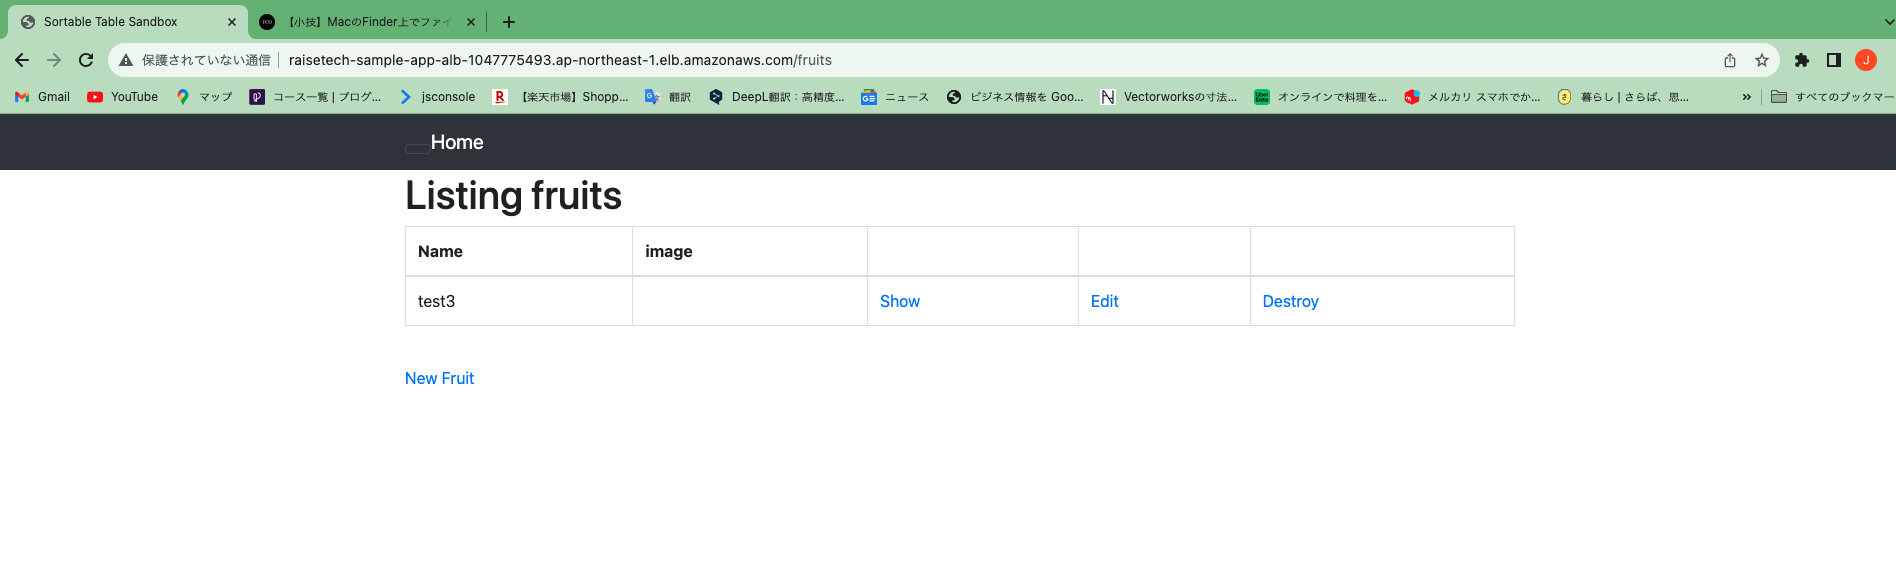 Sortable Table Sandbox
【小技】MacのFinder上でファイ
保護されていない通信 raisetech-sample-app-alb-1047775493.ap-northeast-1.elb.amazonaws.com/fruits J
Gmail YouTube マップ コース一覧 | プログ... jsconsole 【楽天市場】Shopp... 翻訳 DeepL翻訳：高精度... ニュース ビジネス情報を Goo... Vectorworksの寸法... オンラインで料理を... メルカリ スマホでか... 暮らし | さらば、思... » すべてのブックマー
Home
Listing fruits
Name image
test3 Show Edit Destroy
New Fruit